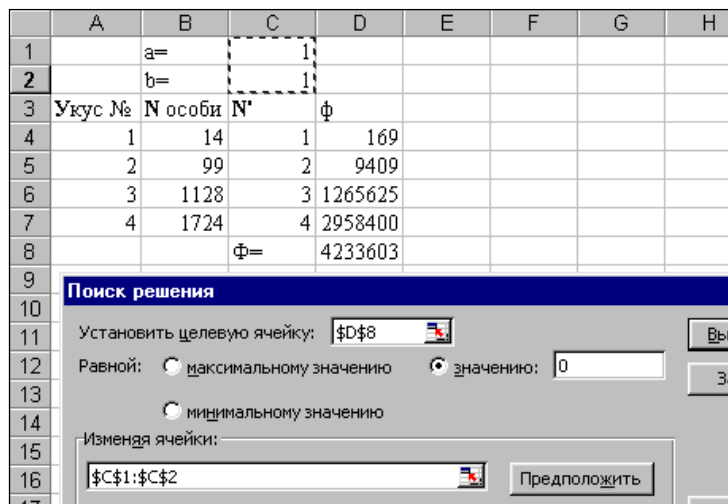 A B C D E F G H
1 a= 1
2 b= 1
3 Укус № N особи N' ф
4 1 14 1 169
5 2 99 2 9409
6 3 1128 3 1265625
7 4 1724 4 2958400
8 Ф= 4233603
9
Поиск решения
10
11 Установить целевую ячейку: $D$8
12 Равной: максимальному значению значению: 0
13
14 минимальному значению
15 Изменяя ячейки:
16 $C$1:$C$2 Предположить